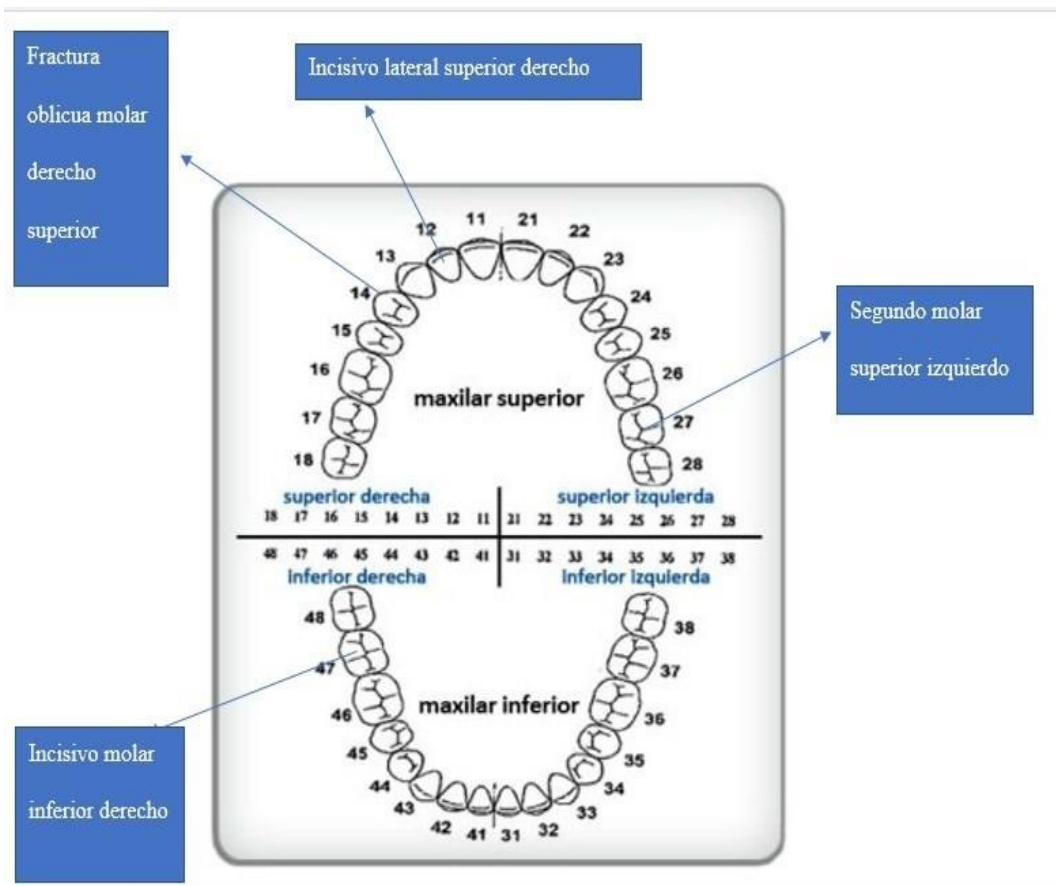 Fractura
oblicua molar
derecho
superior
Incisivo lateral superior derecho
Segundo molar
superior izquierdo
12 11 21 22
13 23
14 24
15 25
16 26
maxilar superior
17 27
18 28
superior derecha superior izquierda
18 17 16 15 14 13 12 11 21 22 23 24 25 26 27 28
48 47 46 45 44 43 42 41 31 32 33 34 35 36 37 38
inferior derecha inferior izquierda
48 38
47 37
maxilar inferior
46 36
45 35
44 34
43 33
42 41 31 32
Incisivo molar
inferior derecho